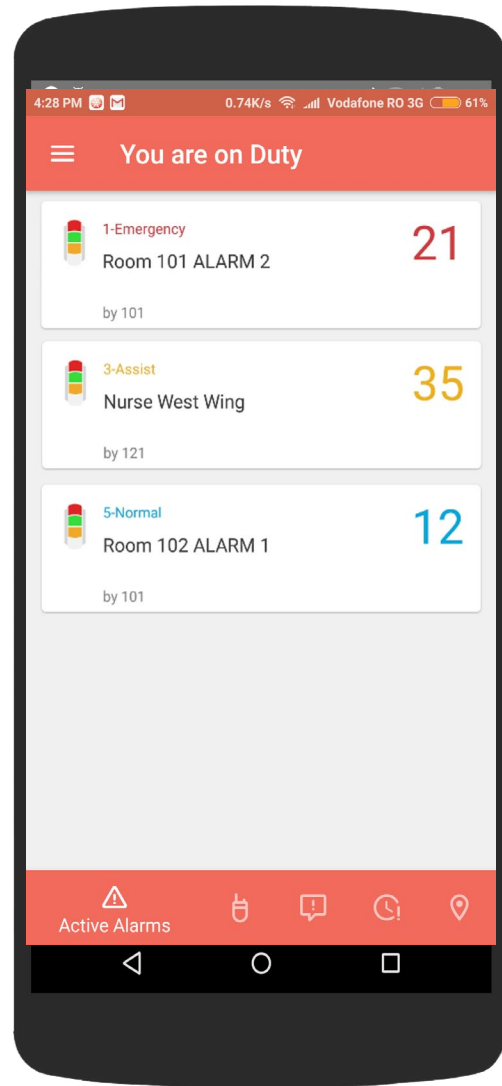 4:28 PM 0.74K/s Vodafone RO 3G 61%
You are on Duty
1-Emergency
21
Room 101 ALARM 2
by 101
3-Assist
35
Nurse West Wing
by 121
5-Normal
12
Room 102 ALARM 1
by 101
Active Alarms